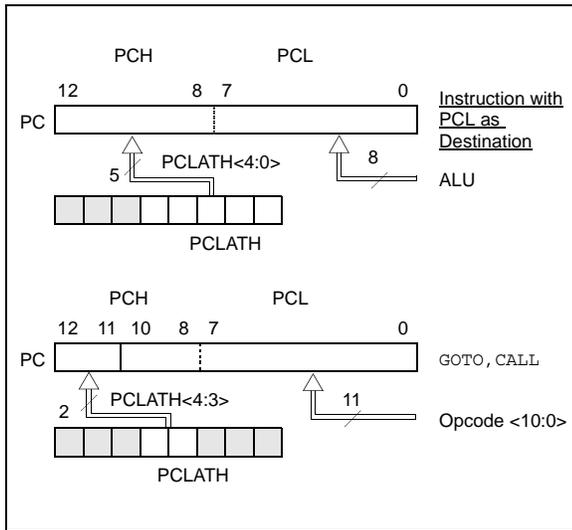 PCH PCL
12 8 7 0
Instruction with
PCL as
Destination
PC
PCLATH<4:0>
5
8
ALU
PCLATH
PCH PCL
12 11 10 8 7 0
PC
GOTO, CALL
PCLATH<4:3>
2
11
Opcode <10:0>
PCLATH